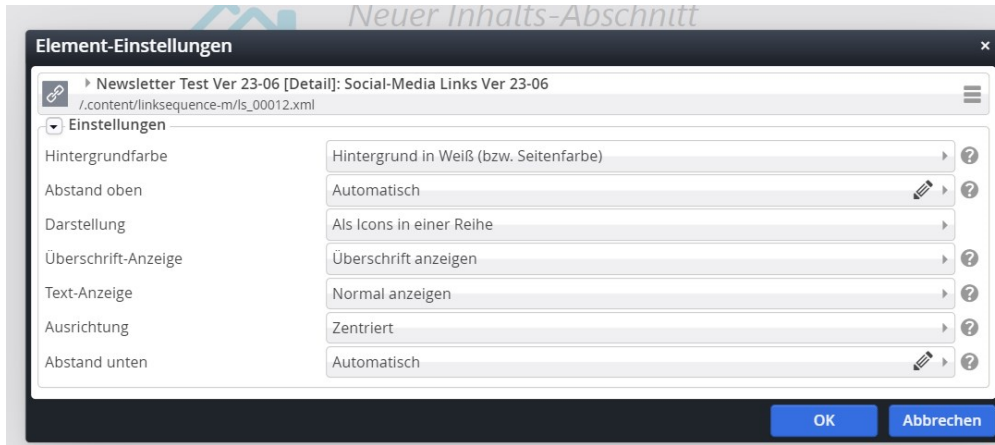 Neuer Inhalts-Abschnitt
Element-Einstellungen
Newsletter Test Ver 23-06 [Detail]: Social-Media Links Ver 23-06
/.content/linksequence-m/ls_00012.xml
Einstellungen
Hintergrundfarbe Hintergrund in Weiß (bzw. Seitenfarbe)
Abstand oben Automatisch
Darstellung Als Icons in einer Reihe
Überschrift-Anzeige Überschrift anzeigen
Text-Anzeige Normal anzeigen
Ausrichtung Zentriert
Abstand unten Automatisch
OK Abbrechen